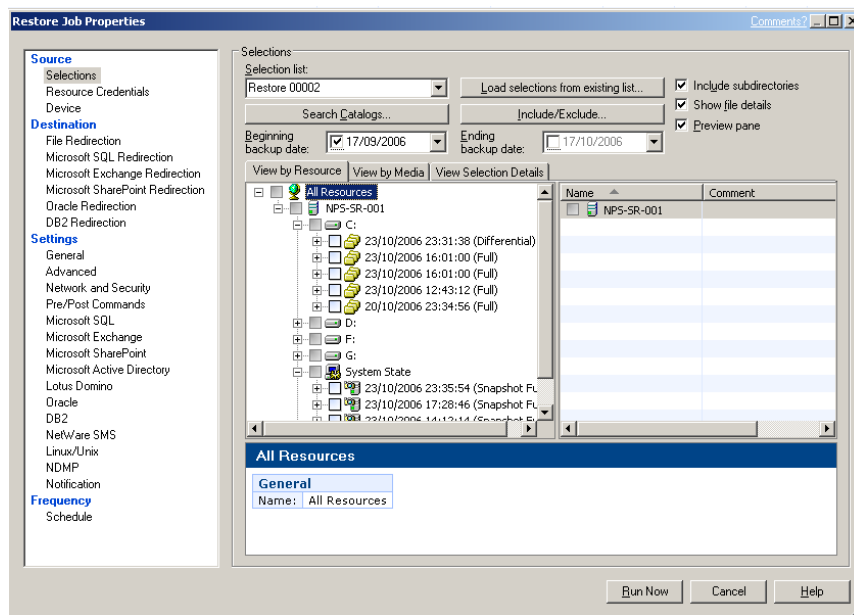 Restore Job Properties
Comments?
Source
Selections
Resource Credentials
Device
Destination
File Redirection
Microsoft SQL Redirection
Microsoft Exchange Redirection
Microsoft SharePoint Redirection
Oracle Redirection
DB2 Redirection
Settings
General
Advanced
Network and Security
Pre/Post Commands
Microsoft SQL
Microsoft Exchange
Microsoft SharePoint
Microsoft Active Directory
Lotus Domino
Oracle
DB2
NetWare SMS
Linux/Unix
NDMP
Notification
Frequency
Schedule
Selections
Selection list:
Restore 00002
Load selections from existing list...
Include subdirectories
Search Catalogs...
Include/Exclude...
Show file details
Preview pane
Beginning backup date:
17/09/2006
Ending backup date:
17/10/2006
View by Resource
View by Media
View Selection Details
All Resources
NPS-SR-001
C:
23/10/2006 23:31:38 (Differential)
23/10/2006 16:01:00 (Full)
23/10/2006 16:01:00 (Full)
23/10/2006 12:43:12 (Full)
20/10/2006 23:34:56 (Full)
D:
F:
G:
System State
23/10/2006 23:35:54 (Snapshot Fu
23/10/2006 17:28:46 (Snapshot Fu
23/10/2006 14:12:14 (Snapshot Fu
Name
Comment
NPS-SR-001
All Resources
General
Name: All Resources
Run Now
Cancel
Help